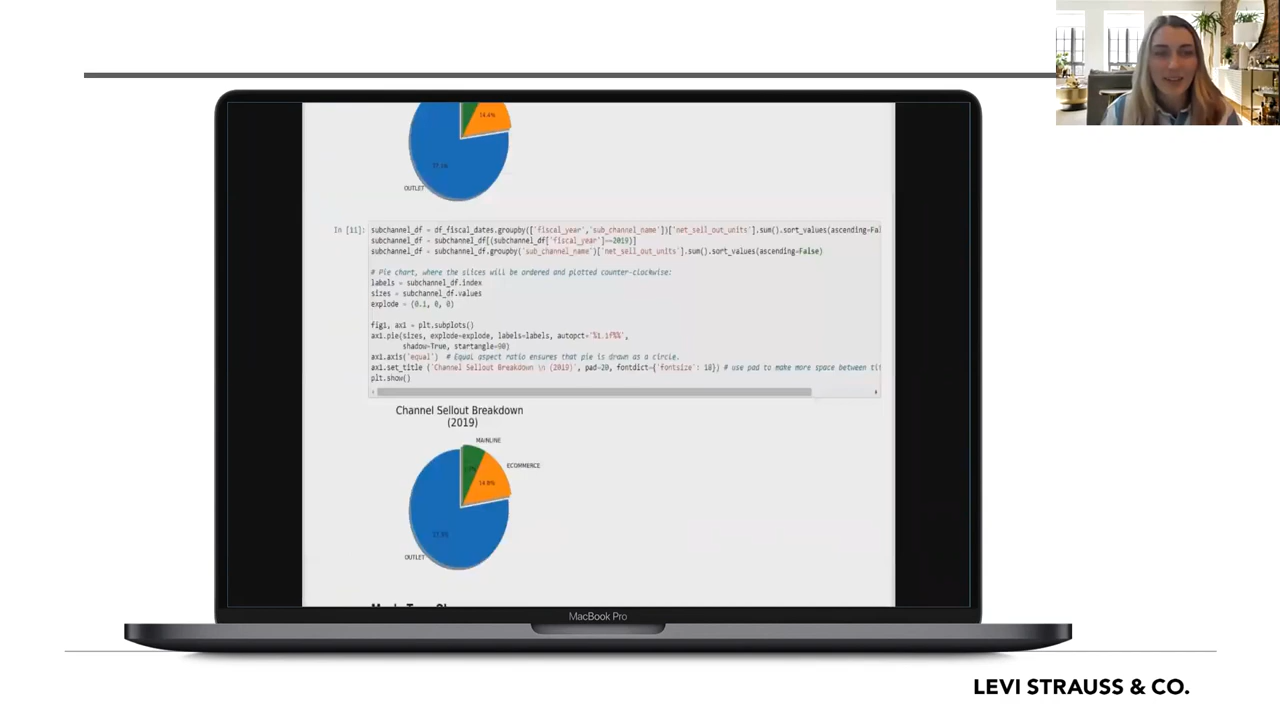 14.4%
OUTLET
In [11]:
subchannel_df = df_fiscal_dates.groupby(['fiscal_year','sub_channel_name'])['net_sell_out_units'].sum().sort_values(ascending=Fal
subchannel_df = subchannel_df[(subchannel_df['fiscal_year']==2019)]
subchannel_df = subchannel_df.groupby('sub_channel_name')['net_sell_out_units'].sum().sort_values(ascending=False)
# Pie chart, where the slices will be ordered and plotted counter-clockwise:
labels = subchannel_df.index
sizes = subchannel_df.values
explode = (0.1, 0, 0)
fig1, ax1 = plt.subplots()
ax1.pie(sizes, explode=explode, labels=labels, autopct='%1.1f%%',
shadow=True, startangle=90)
ax1.axis('equal') # Equal aspect ratio ensures that pie is drawn as a circle.
ax1.set_title ('Channel Sellout Breakdown \n (2019)', pad=20, fontdict={'fontsize': 18}) # use pad to make more space between tit
plt.show()
Channel Sellout Breakdown
(2019)
MAINLINE
ECOMMERCE
14.8%
OUTLET
MacBook Pro
LEVI STRAUSS & CO.